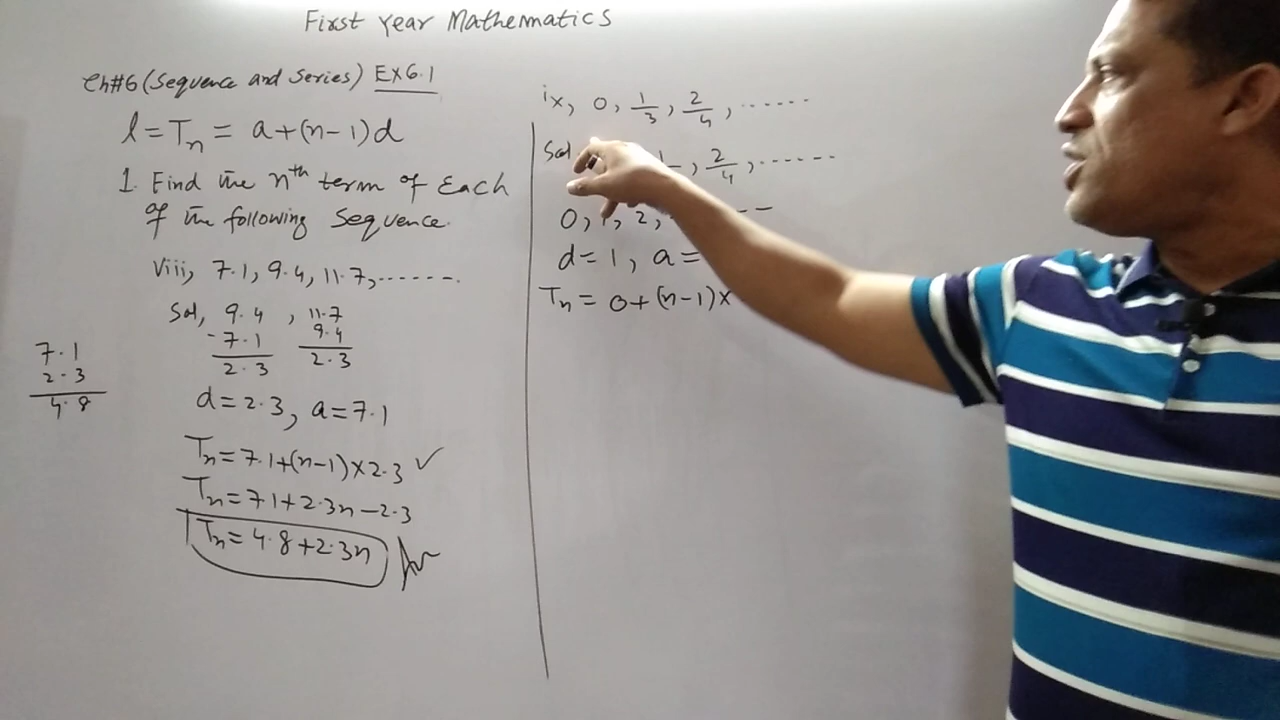 First Year Mathematics
Ch#6 (Sequence and Series) EX6.1
l = Tn = a+(n-1)d
1. Find the nth term of Each
of the following Sequence.
Viii, 7.1, 9.4, 11.7, ......
Sol, 9.4 , 11.7
-7.1 9.4
2.3 2.3
7.1
2.3
4.8
d=2.3, a=7.1
Tn=7.1+(n-1)×2.3 ✓
Tn=7.1+2.3n-2.3
Tn=4.8+2.3n
ix, 0, 1/3, 2/4, ......
Sol , 2/4, ......
0, 1, 2,
d=1, a=
Tn = 0+(n-1)×